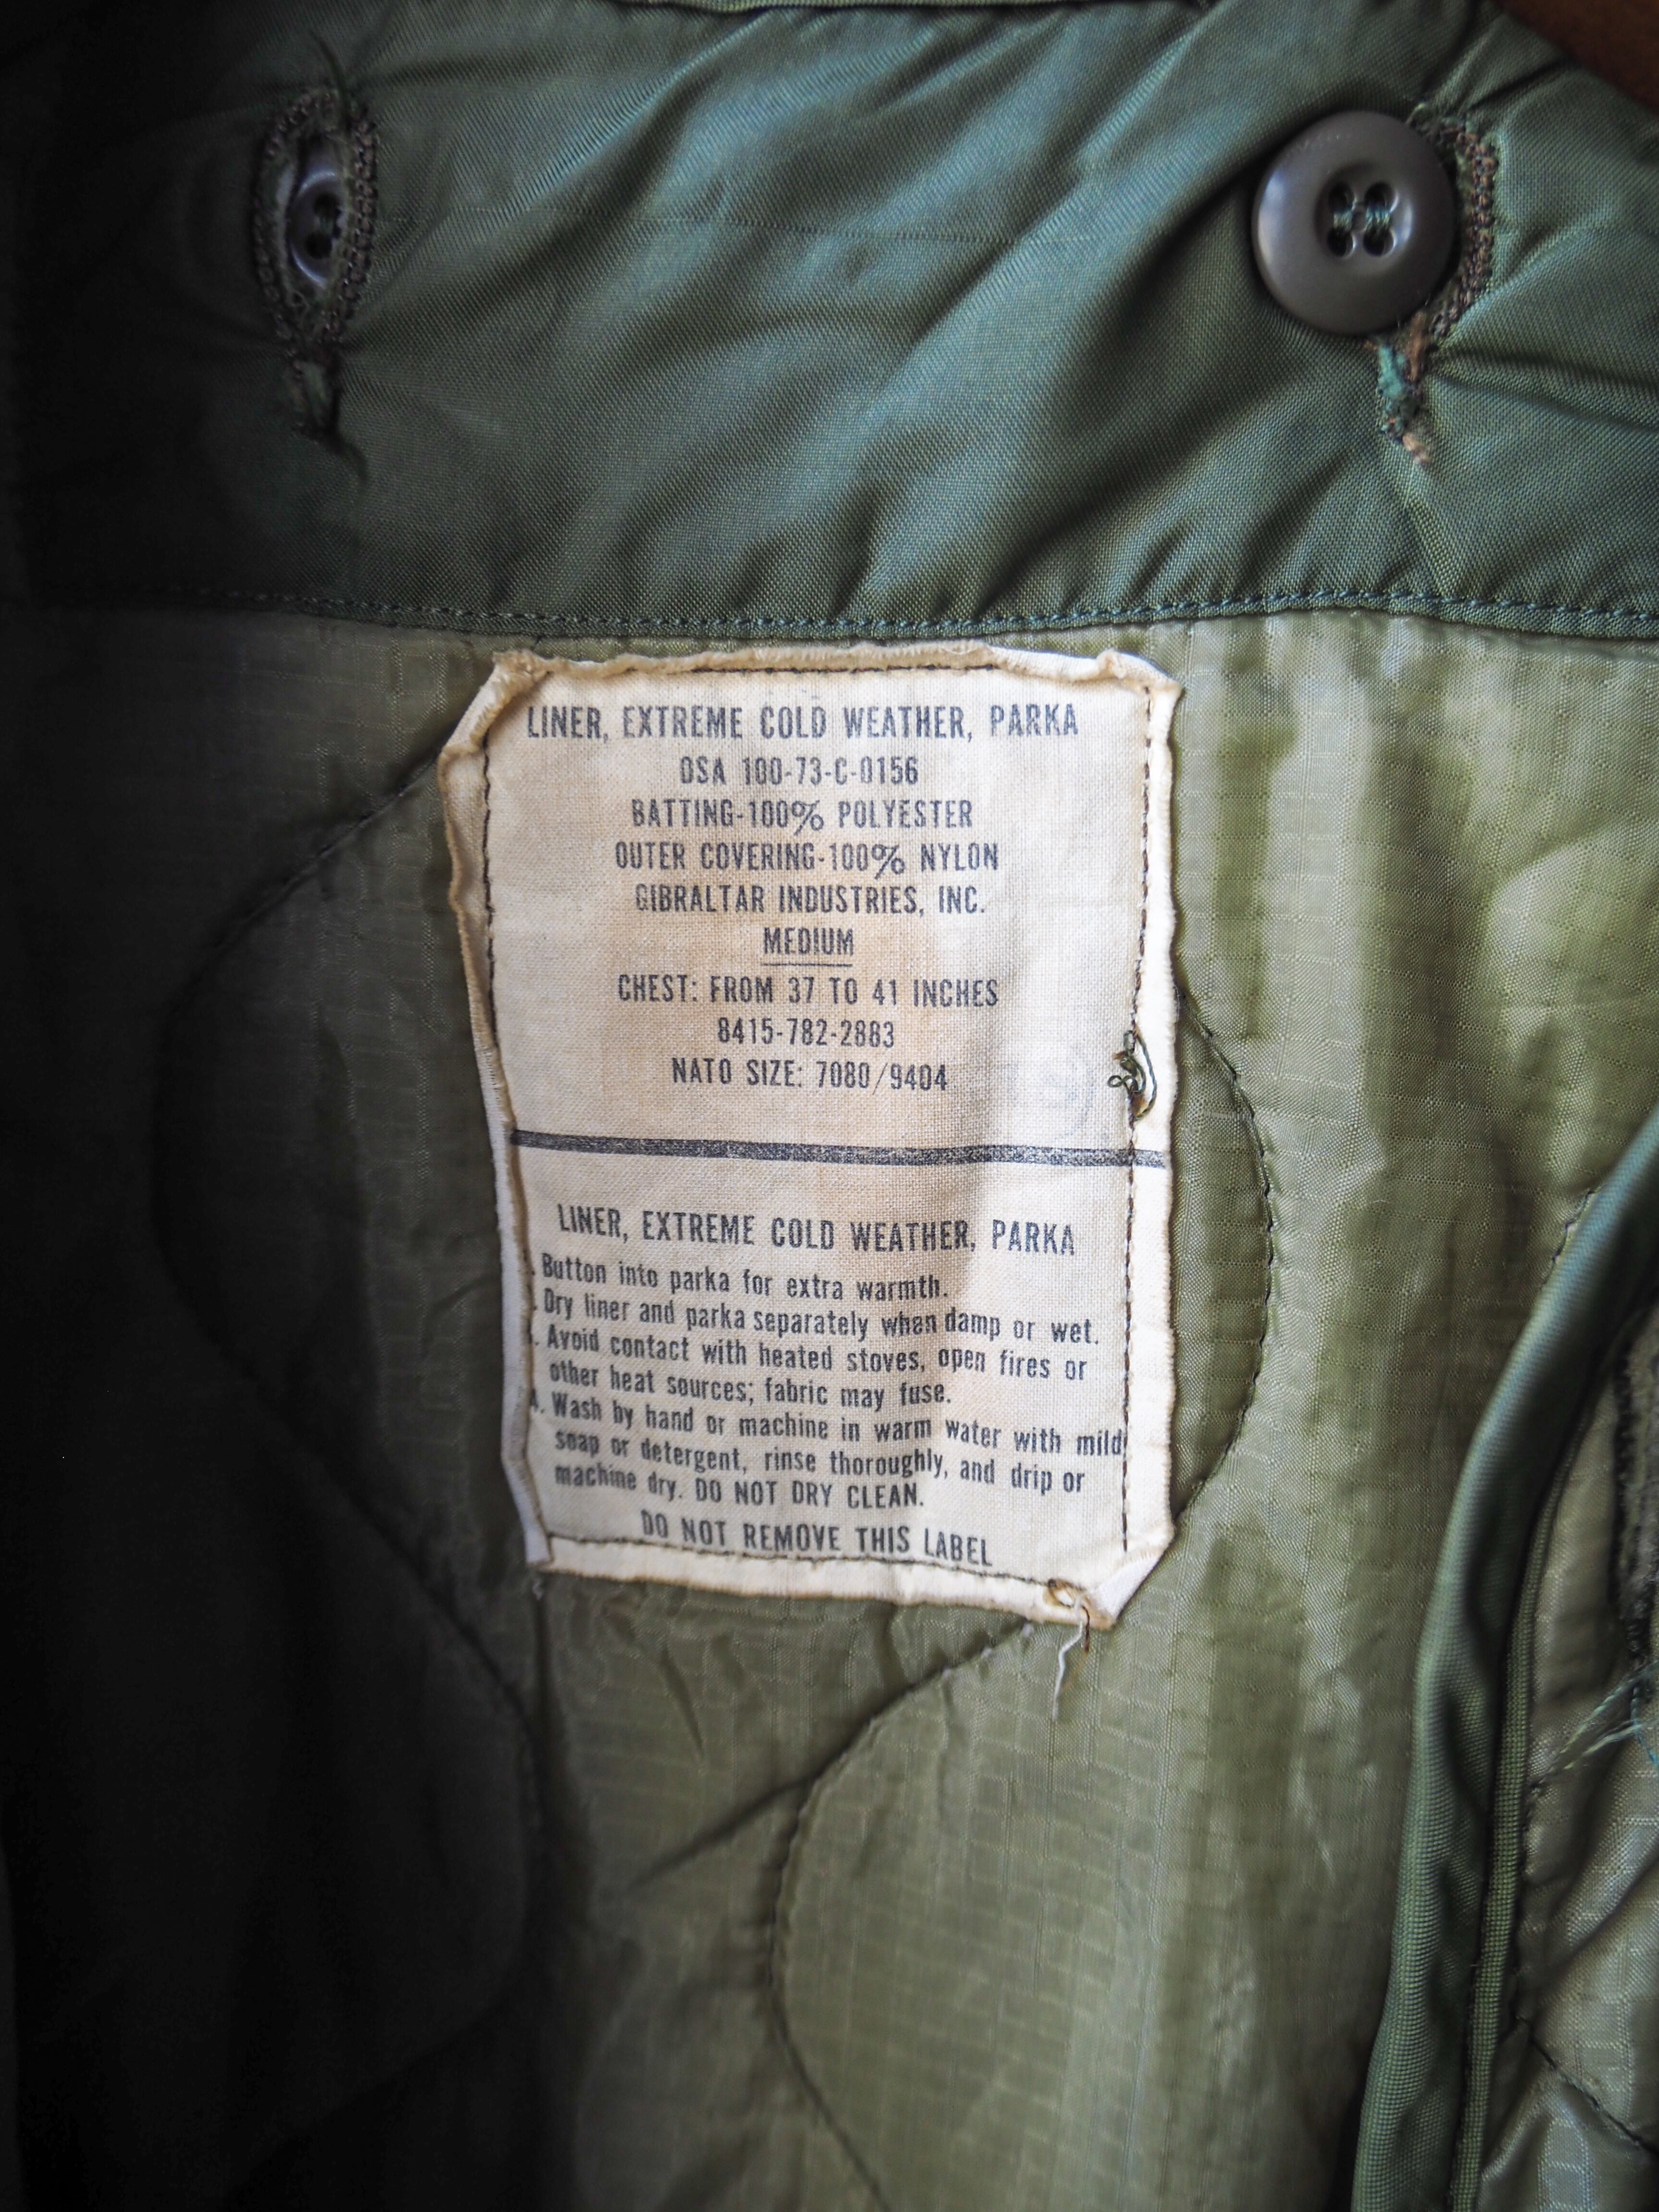 LINER, EXTREME COLD WEATHER, PARKA
DSA 100-73-C-0156
BATTING-100% POLYESTER
OUTER COVERING-100% NYLON
GIBRALTAR INDUSTRIES, INC.
MEDIUM
CHEST: FROM 37 TO 41 INCHES
8415-782-2883
NATO SIZE: 7080/9404
LINER, EXTREME COLD WEATHER, PARKA
. Button into parka for extra warmth.
. Dry liner and parka separately when damp or wet.
. Avoid contact with heated stoves, open fires or
other heat sources; fabric may fuse.
4. Wash by hand or machine in warm water with mild
soap or detergent, rinse thoroughly, and drip or
machine dry. DO NOT DRY CLEAN.
DO NOT REMOVE THIS LABEL